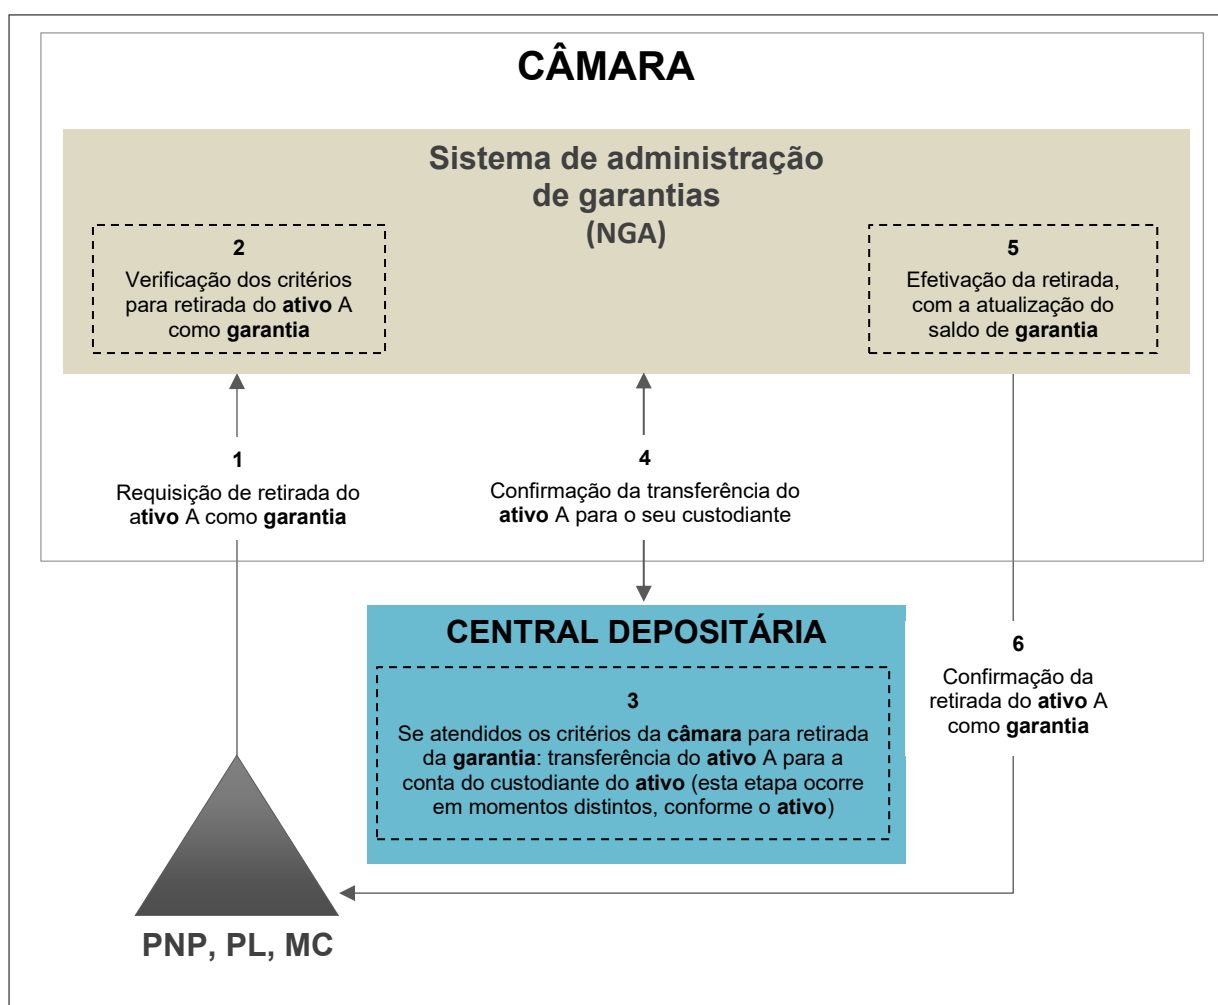 CÂMARA
Sistema de administração
de garantias
(NGA)
2
Verificação dos critérios
para retirada do ativo A
como garantia
5
Efetivação da retirada,
com a atualização do
saldo de garantia
1
Requisição de retirada do
ativo A como garantia
4
Confirmação da transferência do
ativo A para o seu custodiante
CENTRAL DEPOSITÁRIA
3
Se atendidos os critérios da câmara para retirada
da garantia: transferência do ativo A para a
conta do custodiante do ativo (esta etapa ocorre
em momentos distintos, conforme o ativo)
6
Confirmação da
retirada do ativo A
como garantia
PNP, PL, MC